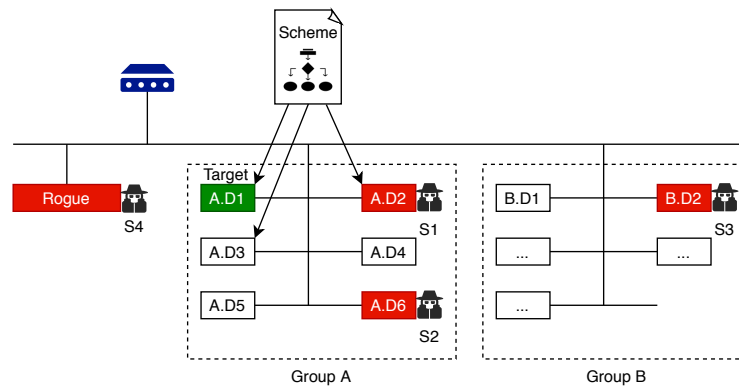 Scheme
Target
Rogue
S4
A.D1
A.D2
S1
B.D1
B.D2
S3
A.D3
A.D4
...
...
A.D5
A.D6
S2
...
Group A
Group B